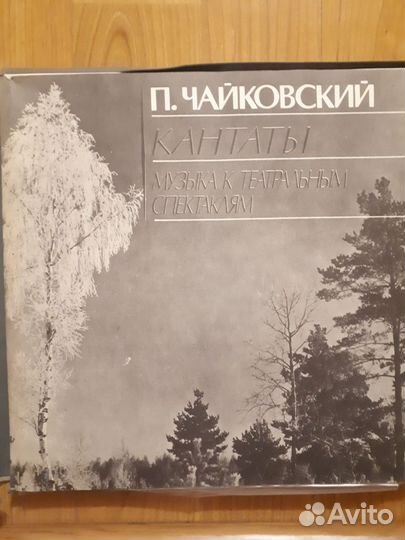 П. ЧАЙКОВСКИЙ
КАНТАТЫ
МУЗЫКА К ТЕАТРАЛЬНЫМ
СПЕКТАКЛЯМ
Avito